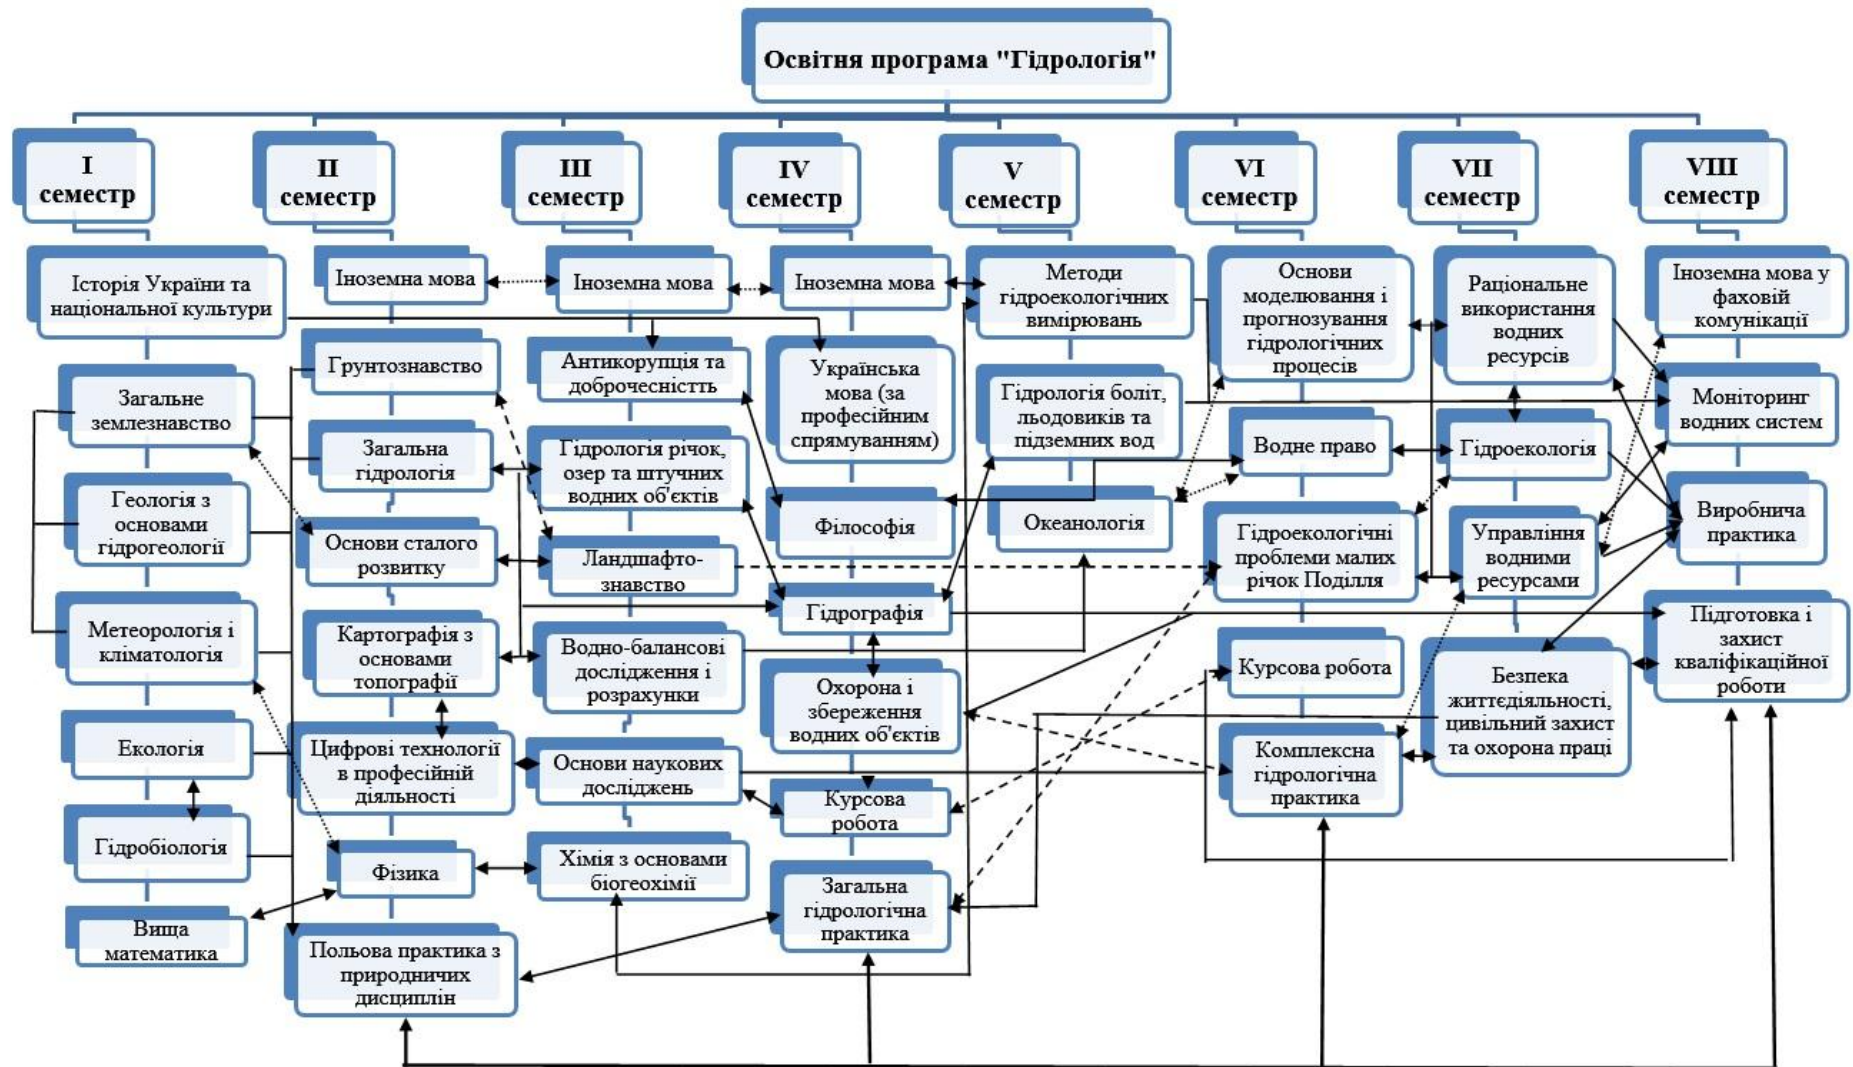 Освітня програма "Гідрологія"
I
семестр
Історія України та
національної культури
Загальне
землезнавство
Геологія з
основами
гідрогеології
Метеорологія і
кліматологія
Екологія
Гідробіологія
Вища
математика
II
семестр
Іноземна мова
Грунтознавство
Загальна
гідрологія
Основи сталого
розвитку
Картографія з
основами
топографії
Цифрові технології
в професійній
діяльності
Фізика
Польова практика з
природничих
дисциплін
III
семестр
Іноземна мова
Антикорупція та
доброчесністть
Гідрологія річок,
озер та штучних
водних об'єктів
Ландшафто-
знавство
Водно-балансові
дослідження і
розрахунки
Основи наукових
досліджень
Хімія з основами
біогеохімії
IV
семестр
Іноземна мова
Українська
мова (за
професійним
спрямуванням)
Філософія
Гідрографія
Охорона і
збереження
водних об'єктів
Курсова
робота
Загальна
гідрологічна
практика
V
семестр
Методи
гідроекологічних
вимірювань
Гідрологія боліт,
льодовиків та
підземних вод
Океанологія
VI
семестр
Основи
моделювання і
прогнозування
гідрологічних
процесів
Водне право
Гідроекологічні
проблеми малих
річок Поділля
Курсова робота
Комплексна
гідрологічна
практика
VII
семестр
Раціональне
використання
водних
ресурсів
Гідроекологія
Управління
водними
ресурсами
Безпека
життєдіяльності,
цивільний захист
та охорона праці
VIII
семестр
Іноземна мова у
фаховій
комунікації
Моніторинг
водних систем
Виробнича
практика
Підготовка і
захист
кваліфікаційної
роботи